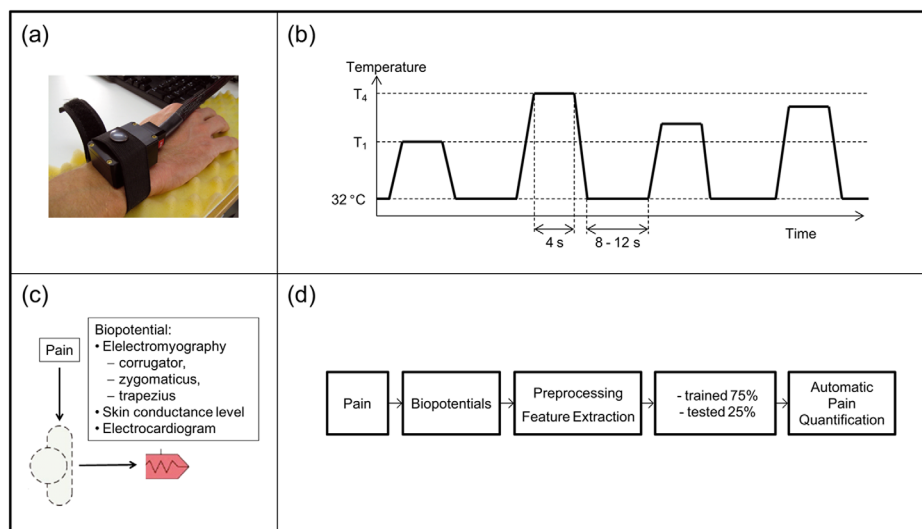 (a)
(b)
Temperature
T4
T1
32 °C
4 s
8 - 12 s
Time
(c)
Pain
Biopotential:
• Elelectromyography
– corrugator,
– zygomaticus,
– trapezius
• Skin conductance level
• Electrocardiogram
(d)
Pain
Biopotentials
Preprocessing
Feature Extraction
- trained 75%
- tested 25%
Automatic
Pain
Quantification